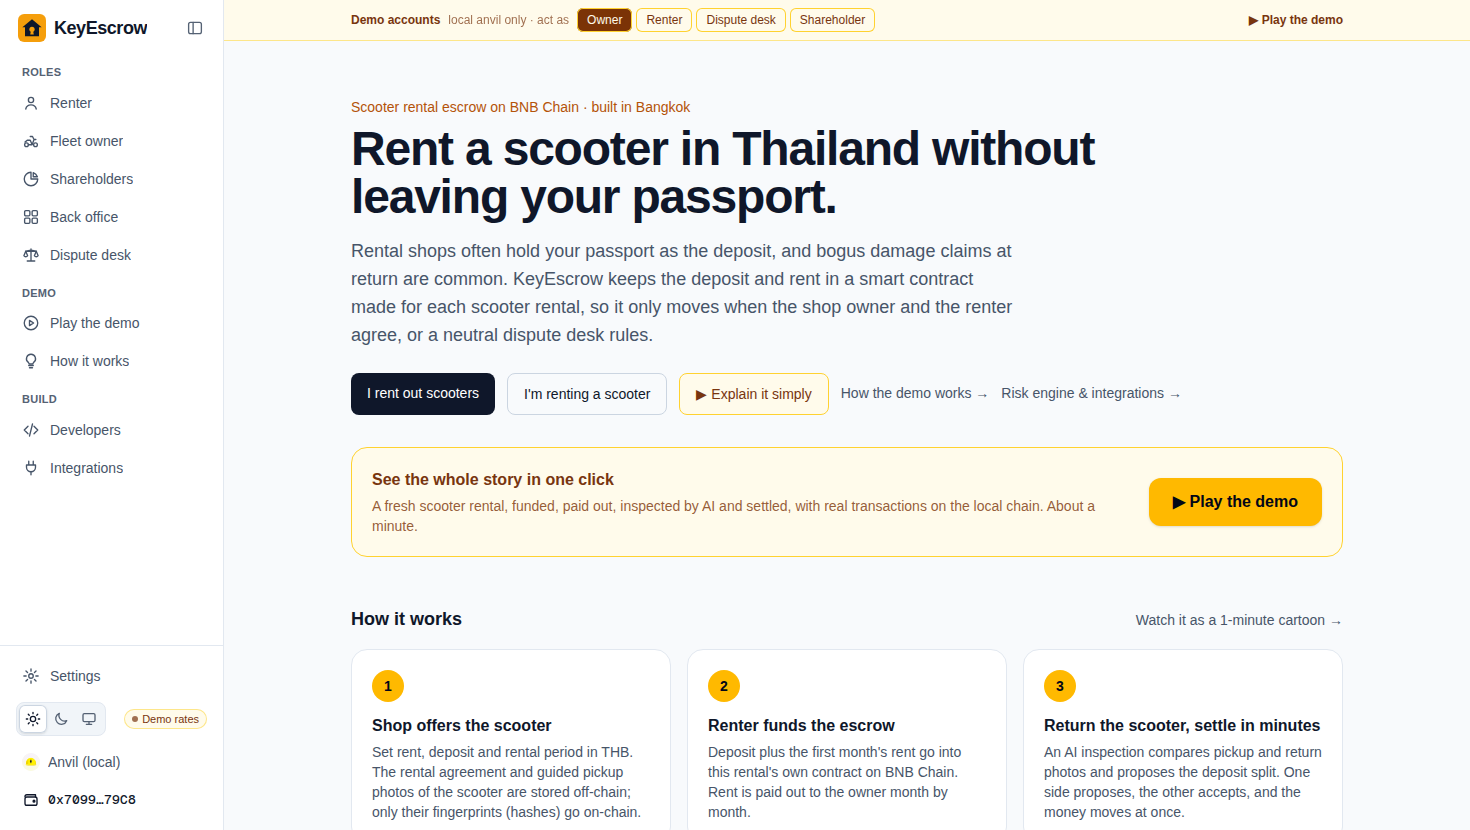 KeyEscrow
ROLES
Renter
Fleet owner
Shareholders
Back office
Dispute desk
DEMO
Play the demo
How it works
BUILD
Developers
Integrations
Settings
Demo rates
Anvil (local)
0x7099…79C8
Demo accounts local anvil only · act as Owner Renter Dispute desk Shareholder ▶ Play the demo
Scooter rental escrow on BNB Chain · built in Bangkok
Rent a scooter in Thailand without
leaving your passport.
Rental shops often hold your passport as the deposit, and bogus damage claims at
return are common. KeyEscrow keeps the deposit and rent in a smart contract
made for each scooter rental, so it only moves when the shop owner and the renter
agree, or a neutral dispute desk rules.
I rent out scooters I'm renting a scooter ▶ Explain it simply How the demo works → Risk engine & integrations →
See the whole story in one click
A fresh scooter rental, funded, paid out, inspected by AI and settled, with real transactions on the local chain. About a
minute.
▶ Play the demo
How it works
Watch it as a 1-minute cartoon →
1
Shop offers the scooter
Set rent, deposit and rental period in THB.
The rental agreement and guided pickup
photos of the scooter are stored off-chain;
only their fingerprints (hashes) go on-chain.
2
Renter funds the escrow
Deposit plus the first month's rent go into
this rental's own contract on BNB Chain.
Rent is paid out to the owner month by
month.
3
Return the scooter, settle in minutes
An AI inspection compares pickup and return
photos and proposes the deposit split. One
side proposes, the other accepts, and the
money moves at once.